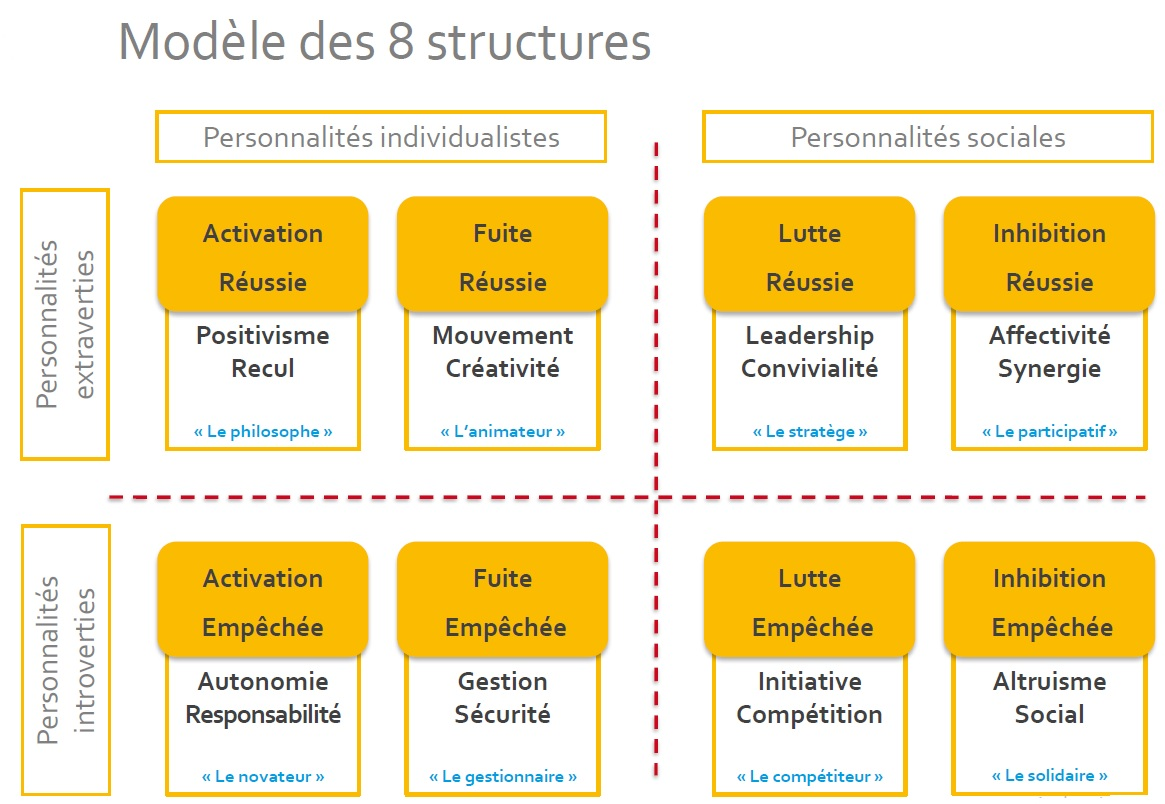 Modèle des 8 structures
Personnalités individualistes
Personnalités sociales
Personnalités
extraverties
Activation
Réussie
Positivisme
Recul
« Le philosophe »
Fuite
Réussie
Mouvement
Créativité
« L’animateur »
Lutte
Réussie
Leadership
Convivialité
« Le stratège »
Inhibition
Réussie
Affectivité
Synergie
« Le participatif »
Personnalités
introverties
Activation
Empêchée
Autonomie
Responsabilité
« Le novateur »
Fuite
Empêchée
Gestion
Sécurité
« Le gestionnaire »
Lutte
Empêchée
Initiative
Compétition
« Le compétiteur »
Inhibition
Empêchée
Altruisme
Social
« Le solidaire »